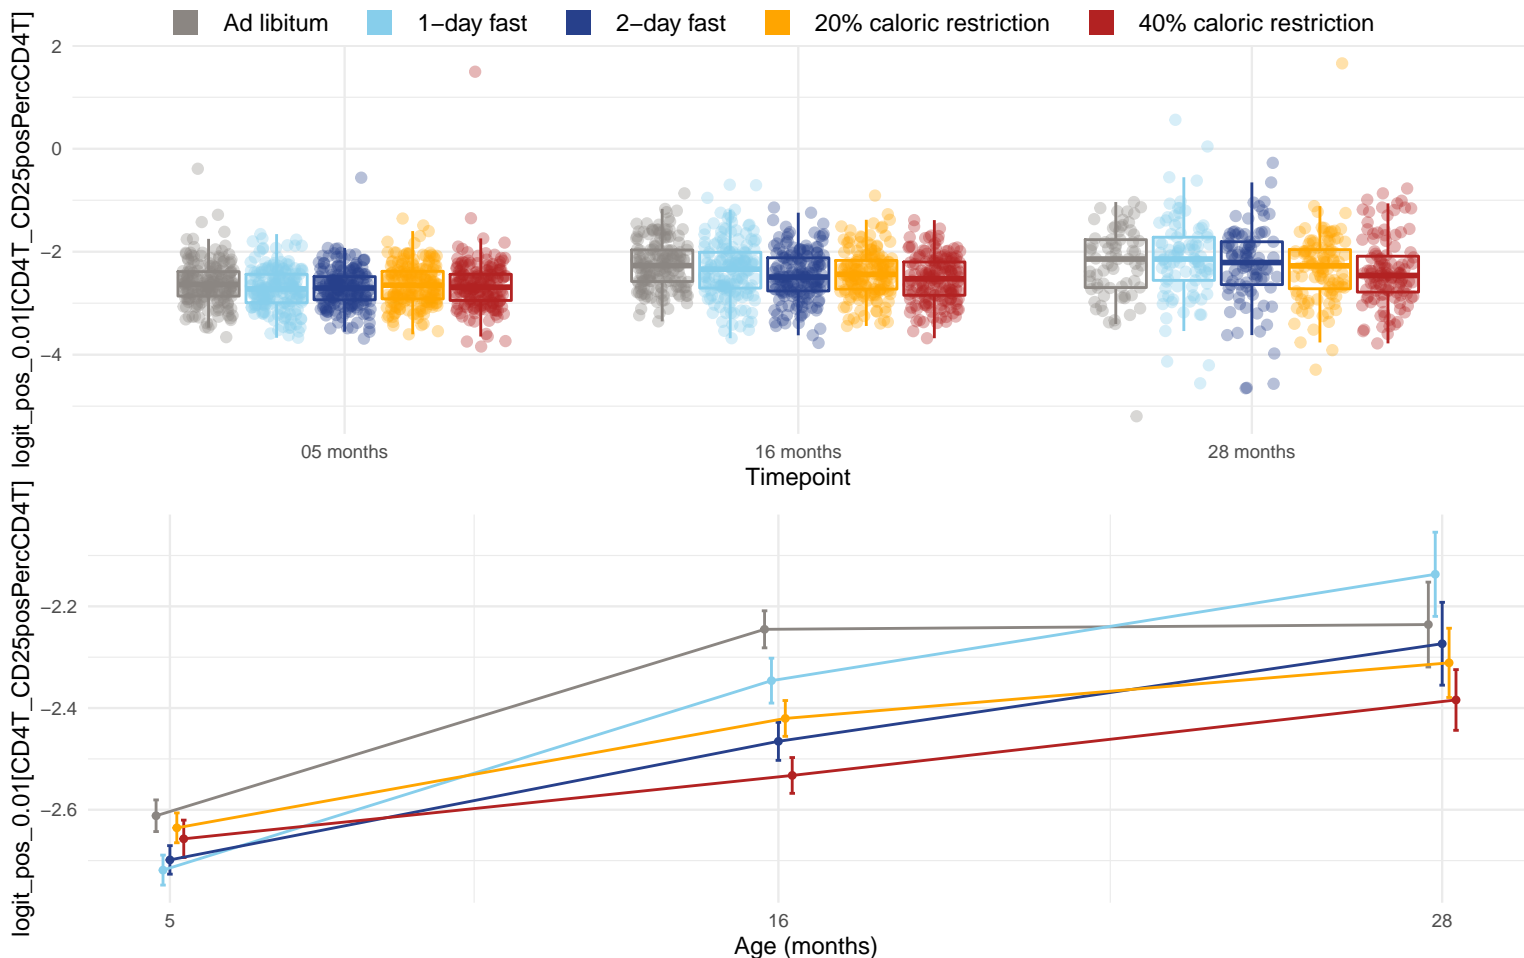 Ad libitum 1−day fast 2−day fast 20% caloric restriction 40% caloric restriction
logit_pos_0.01[CD4T_CD25posPercCD4T]
2
0
−2
−4
05 months 16 months 28 months
Timepoint
logit_pos_0.01[CD4T_CD25posPercCD4T]
−2.2
−2.4
−2.6
5 16 28
Age (months)